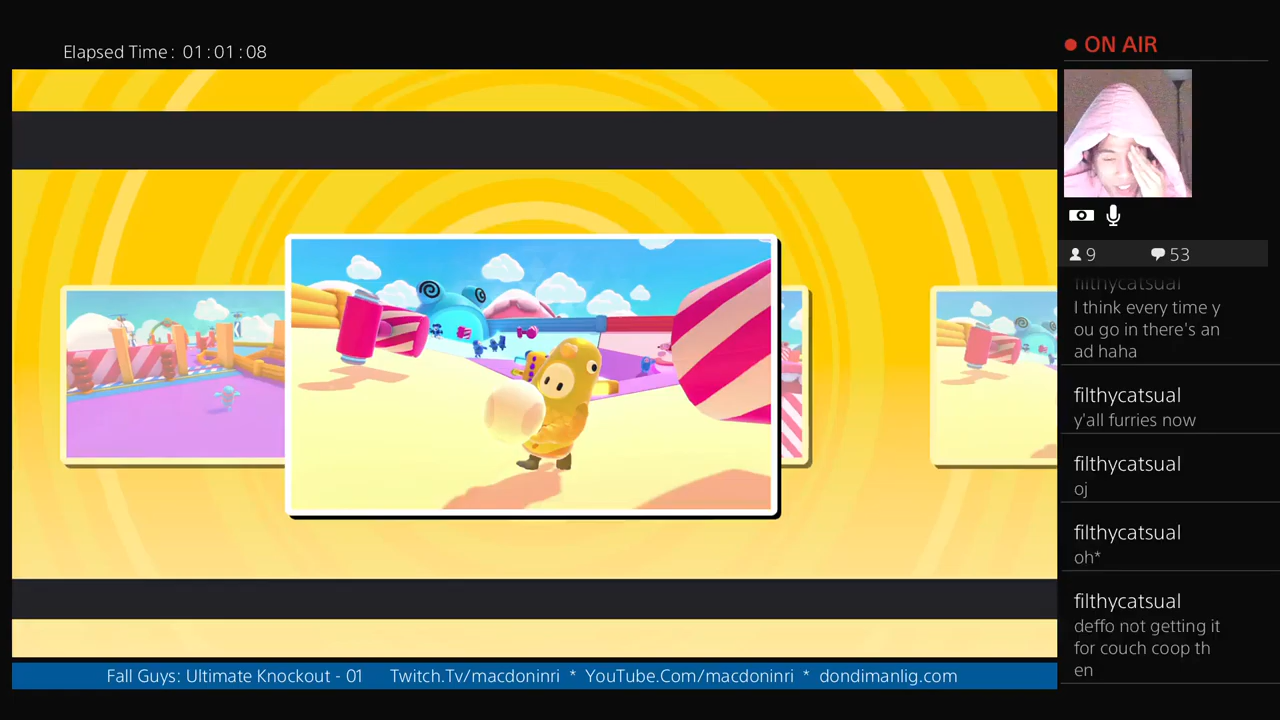 Elapsed Time: 01:01:08
ON AIR
9 53
filthycatsual
I think every time y
ou go in there's an
ad haha
filthycatsual
y'all furries now
filthycatsual
oj
filthycatsual
oh*
filthycatsual
deffo not getting it
for couch coop th
en
Fall Guys: Ultimate Knockout - 01 Twitch.Tv/macdoninri * YouTube.Com/macdoninri * dondimanlig.com